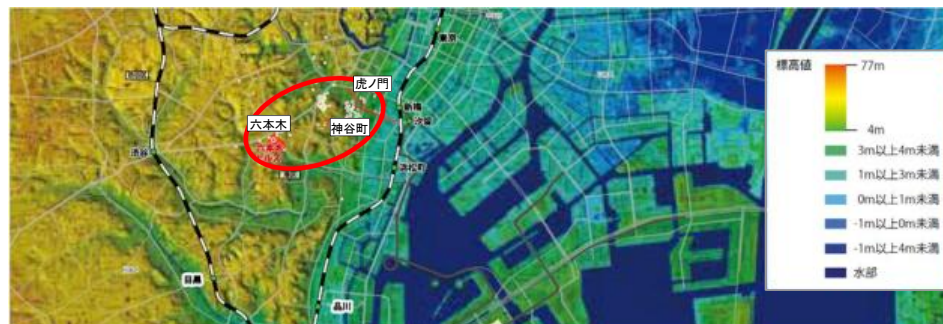 東京
虎ノ門
新橋
汐留
六本木
神谷町
渋谷
浜松町
目黒
品川
標高値
77m
4m
3m以上4m未満
1m以上3m未満
0m以上1m未満
-1m以上0m未満
-1m以上4m未満
水部